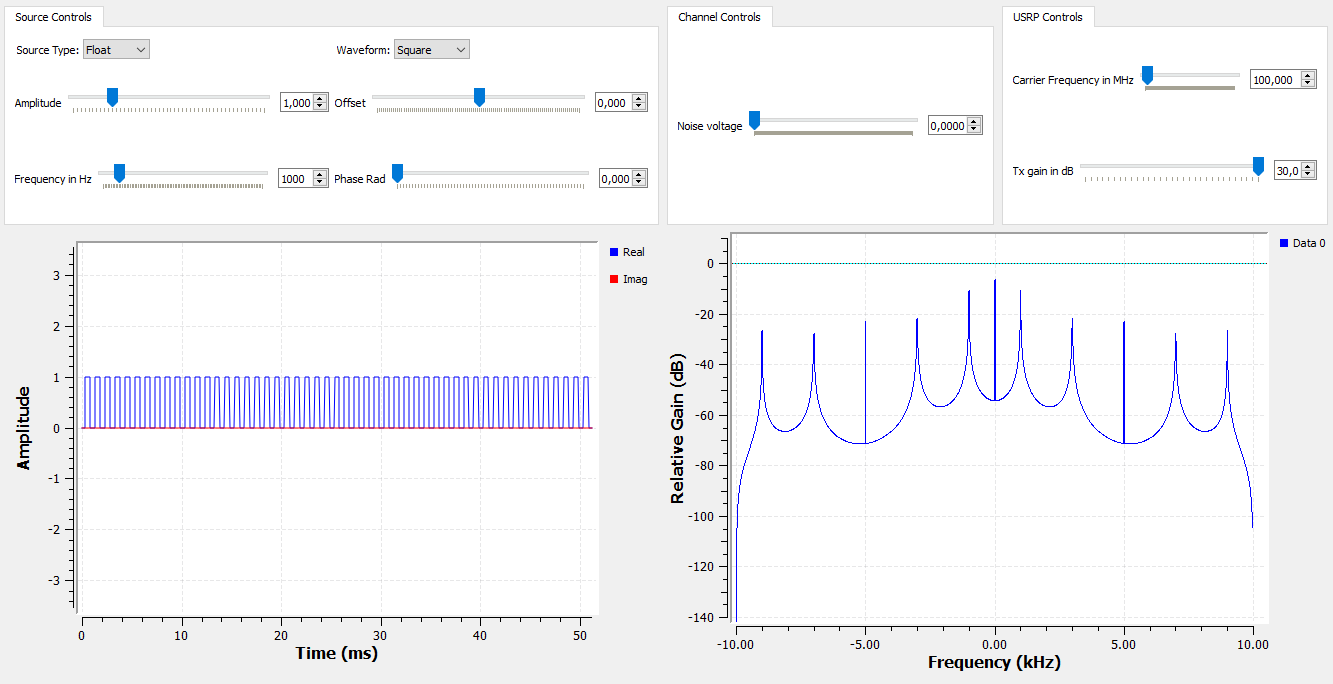 Source Controls
Source Type: Float
Waveform: Square
Amplitude 1,000
Offset 0,000
Frequency in Hz 1000
Phase Rad 0,000
Channel Controls
Noise voltage 0,0000
USRP Controls
Carrier Frequency in MHz 100,000
Tx gain in dB 30,0
Amplitude
3
2
1
0
-1
-2
-3
0 10 20 30 40 50
Time (ms)
Real
Imag
Relative Gain (dB)
0
-20
-40
-60
-80
-100
-120
-140
-10.00 -5.00 0.00 5.00 10.00
Frequency (kHz)
Data 0